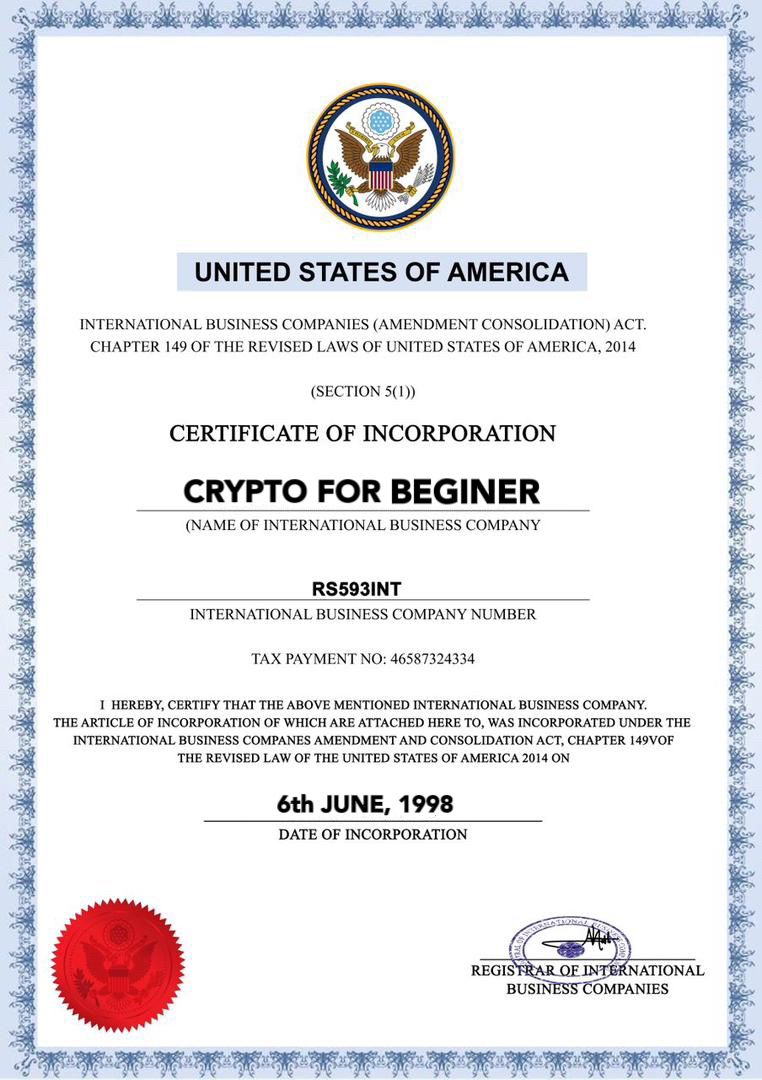 UNITED STATES OF AMERICA
INTERNATIONAL BUSINESS COMPANIES (AMENDMENT CONSOLIDATION) ACT.
CHAPTER 149 OF THE REVISED LAWS OF UNITED STATES OF AMERICA, 2014
(SECTION 5(1))
CERTIFICATE OF INCORPORATION
CRYPTO FOR BEGINER
(NAME OF INTERNATIONAL BUSINESS COMPANY
RS593INT
INTERNATIONAL BUSINESS COMPANY NUMBER
TAX PAYMENT NO: 46587324334
I HEREBY, CERTIFY THAT THE ABOVE MENTIONED INTERNATIONAL BUSINESS COMPANY.
THE ARTICLE OF INCORPORATION OF WHICH ARE ATTACHED HERE TO, WAS INCORPORATED UNDER THE
INTERNATIONAL BUSINESS COMPANES AMENDMENT AND CONSOLIDATION ACT, CHAPTER 149VOF
THE REVISED LAW OF THE UNITED STATES OF AMERICA 2014 ON
6th JUNE, 1998
DATE OF INCORPORATION
REGISTRAR OF INTERNATIONAL
BUSINESS COMPANIES